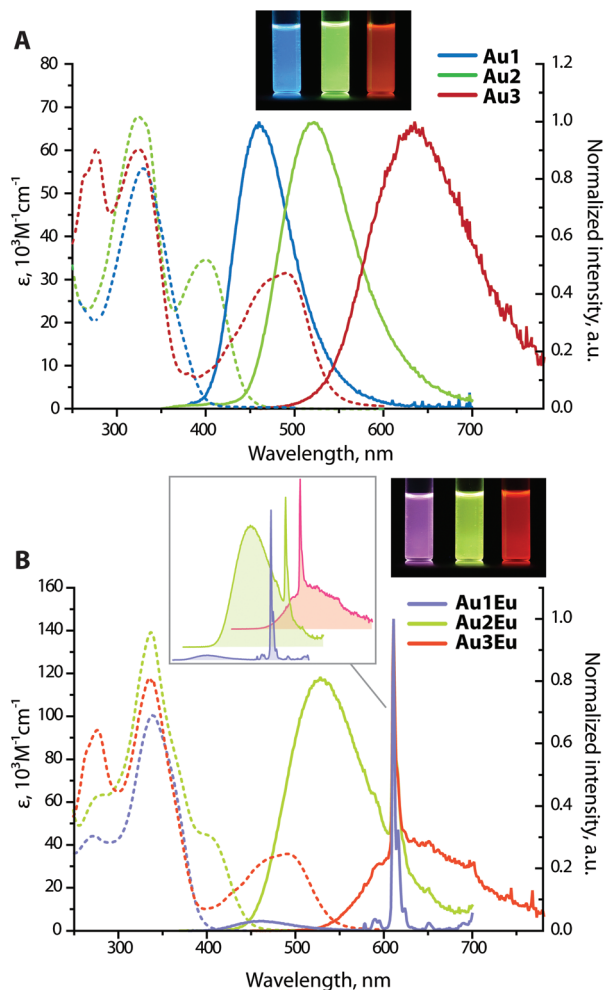 A
Au1
Au2
Au3
80
70
60
50
40
30
20
10
0
ε, 10³M⁻¹cm⁻¹
1.2
1.0
0.8
0.6
0.4
0.2
0.0
Normalized intensity, a.u.
300 400 500 600 700
Wavelength, nm
B
Au1Eu
Au2Eu
Au3Eu
160
140
120
100
80
60
40
20
0
ε, 10³M⁻¹cm⁻¹
1.0
0.8
0.6
0.4
0.2
0.0
Normalized intensity, a.u.
300 400 500 600 700
Wavelength, nm